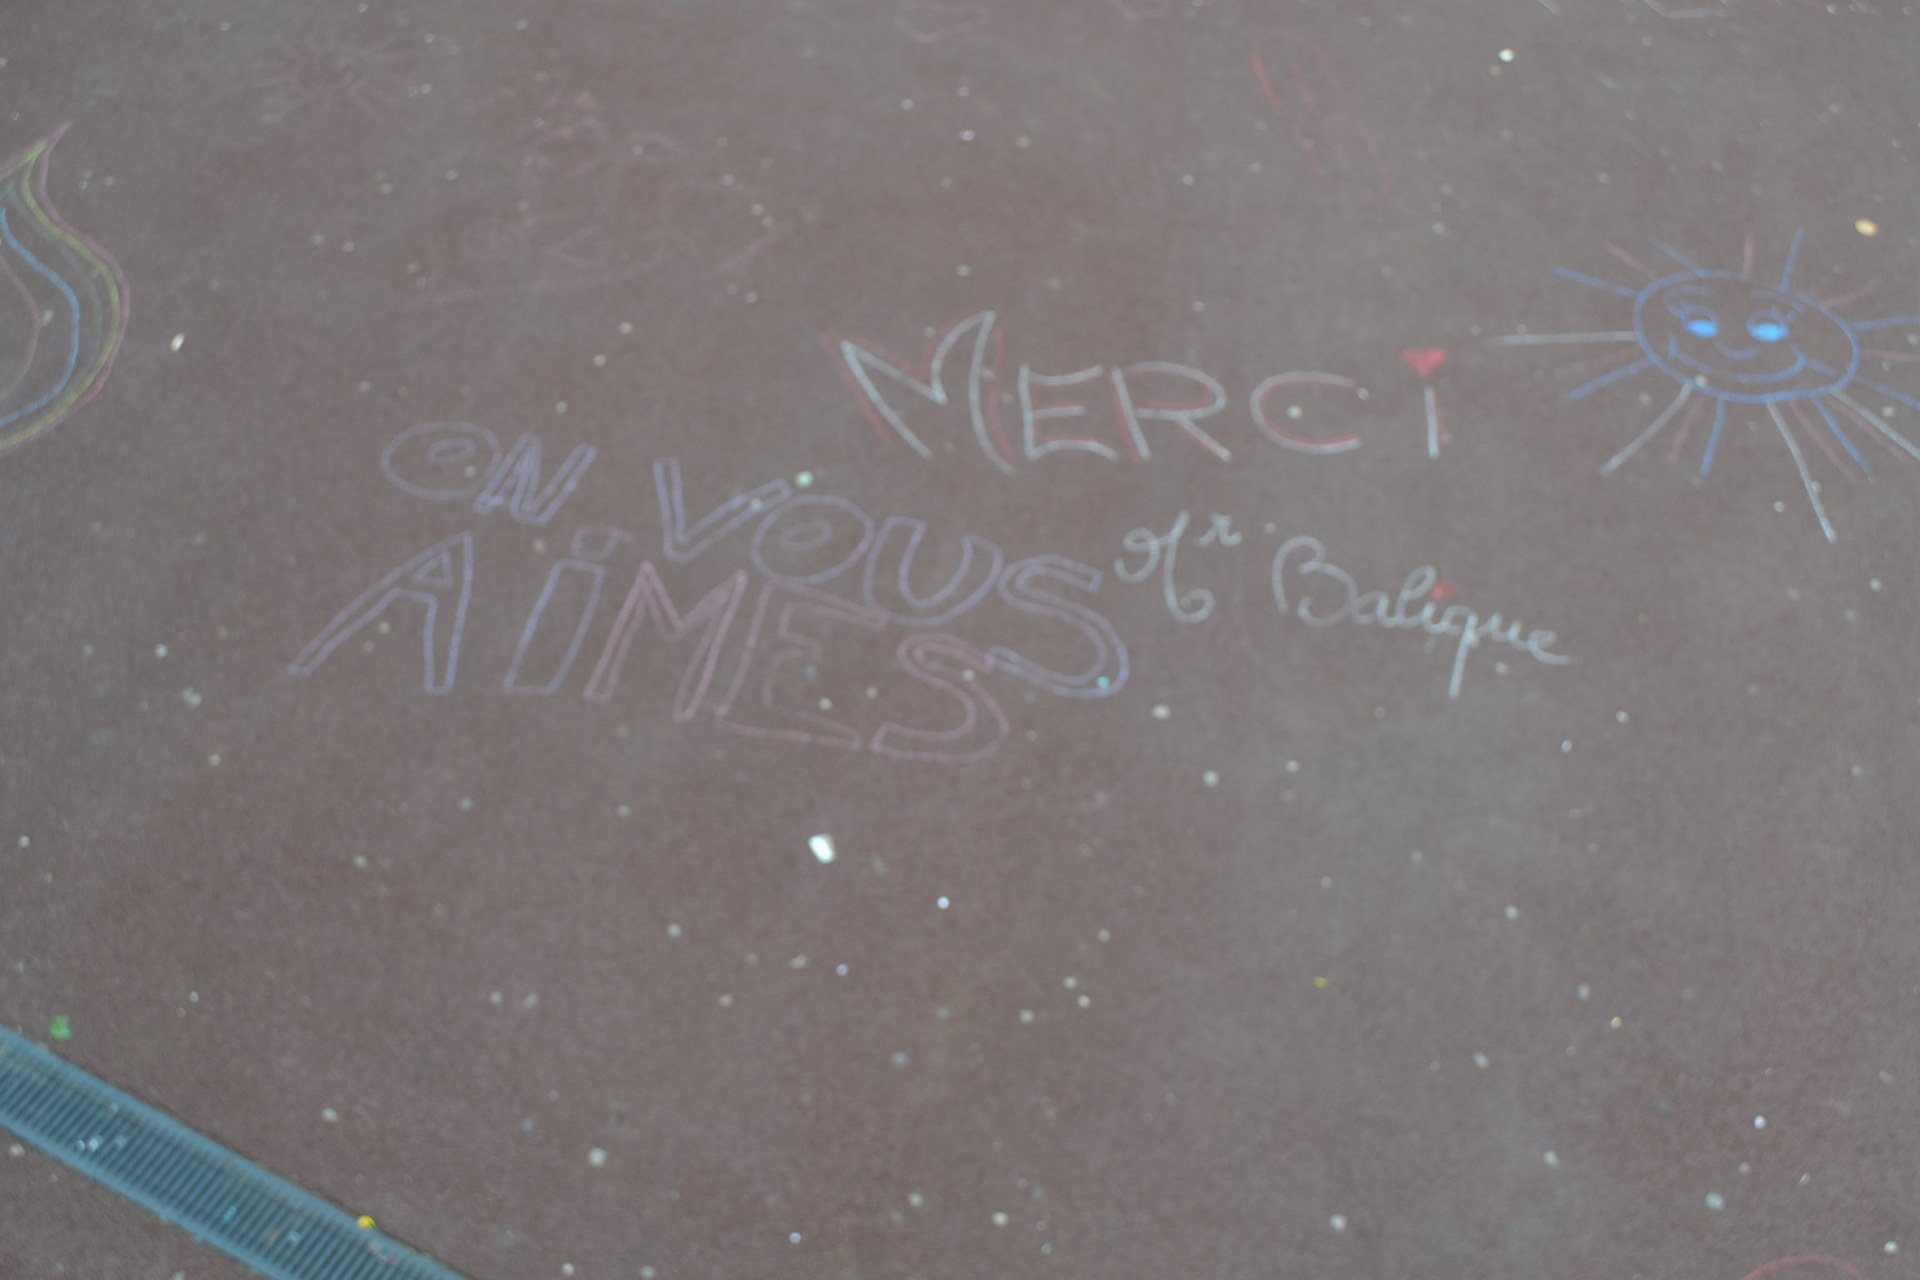 MERCi
Mr Balique
ON VOUS
AiMES